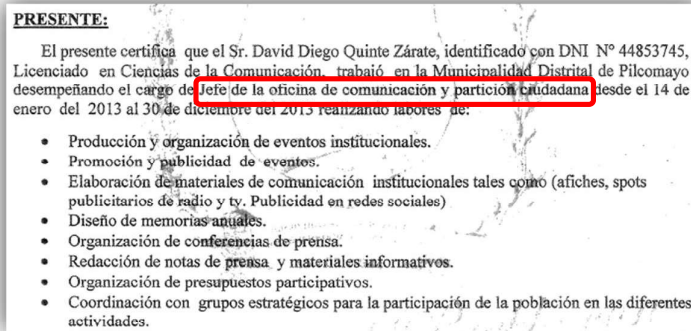 PRESENTE:
El presente certifica que el Sr. David Diego Quinte Zárate, identificado con DNI Nº 44853745,
Licenciado en Ciencias de la Comunicación, trabajó en la Municipalidad Distrital de Pilcomayo
desempeñando el cargo de Jefe de la oficina de comunicación y partición ciudadana desde el 14 de
enero del 2013 al 30 de diciembre del 2013 realizando labores de:
• Producción y organización de eventos institucionales.
• Promoción y publicidad de eventos.
• Elaboración de materiales de comunicación institucionales tales como (afiches, spots
publicitarios de radio y tv. Publicidad en redes sociales)
• Diseño de memorias anuales.
• Organización de conferencias de prensa.
• Redacción de notas de prensa y materiales informativos.
• Organización de presupuestos participativos.
• Coordinación con grupos estratégicos para la participación de la población en las diferentes
actividades.